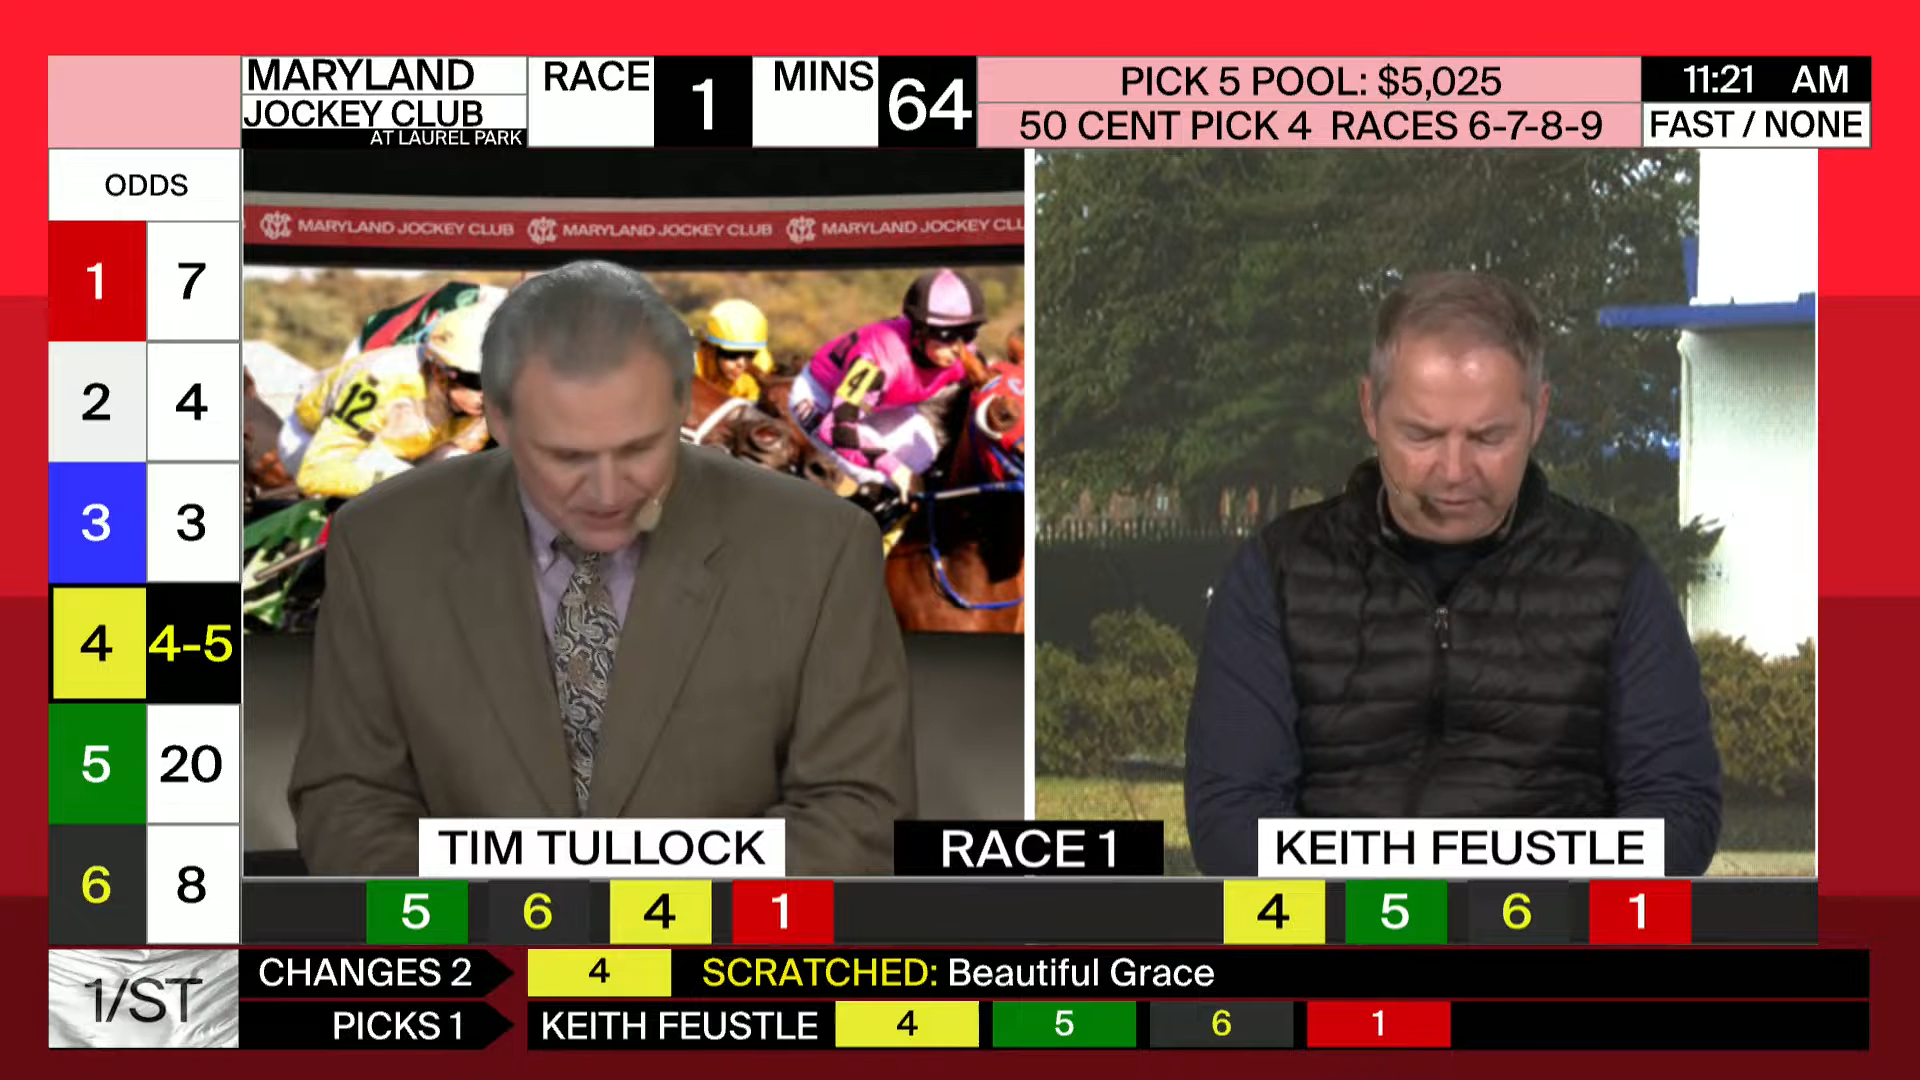 MARYLAND
JOCKEY CLUB
AT LAUREL PARK
RACE 1
MINS 64
PICK 5 POOL: $5,025
50 CENT PICK 4 RACES 6-7-8-9
11:21 AM
FAST / NONE
ODDS
1 7
2 4
3 3
4 4-5
5 20
6 8
MARYLAND JOCKEY CLUB MARYLAND JOCKEY CLUB MARYLAND JOCKEY CLU
12
4
TIM TULLOCK
RACE 1
KEITH FEUSTLE
5 6 4 1
4 5 6 1
1/ST
CHANGES 2 4 SCRATCHED: Beautiful Grace
PICKS 1 KEITH FEUSTLE 4 5 6 1